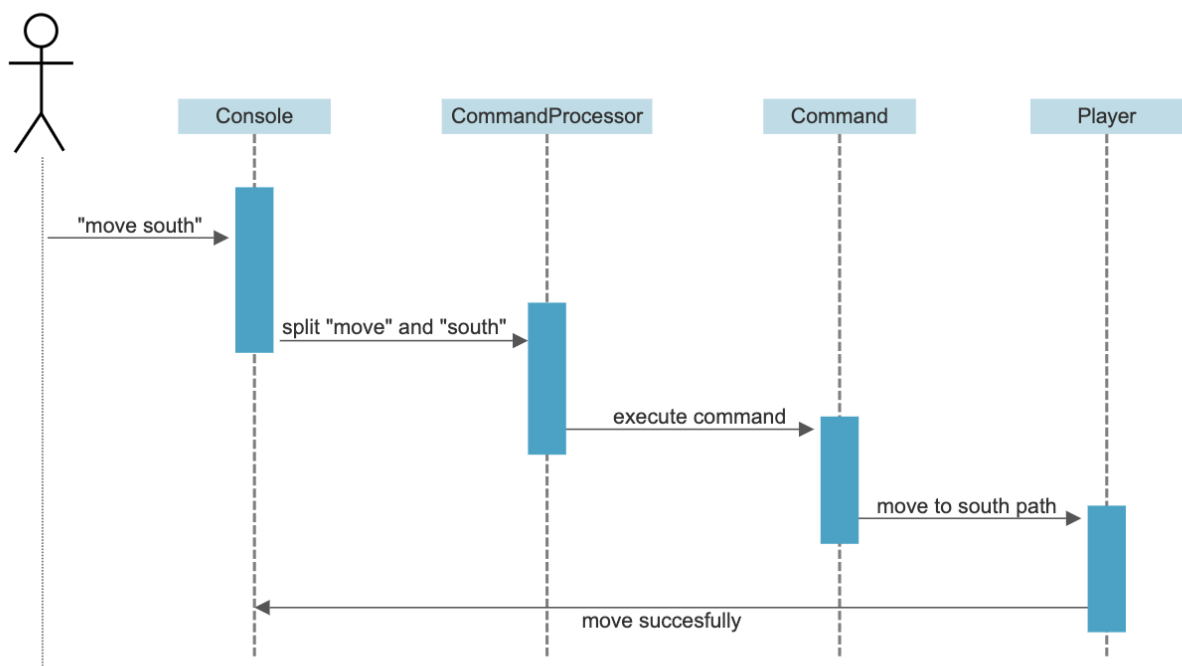 Console
CommandProcessor
Command
Player
"move south"
split "move" and "south"
execute command
move to south path
move succesfully